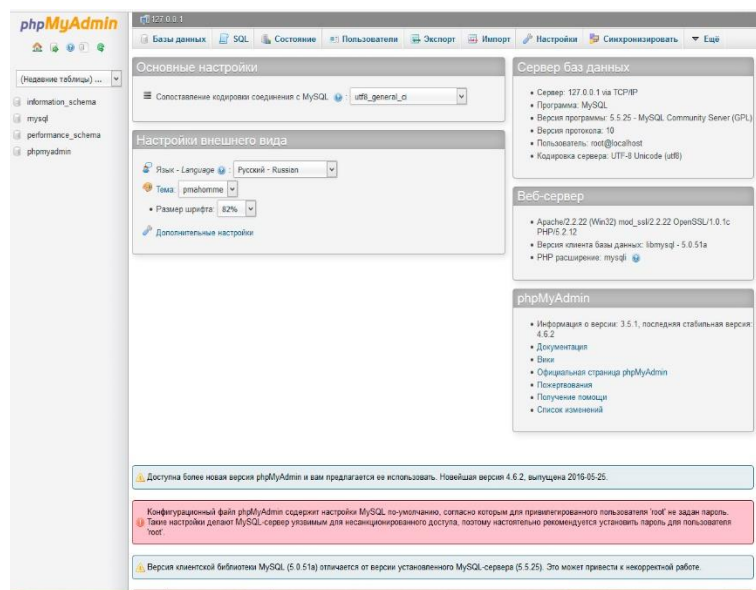 phpMyAdmin
(Недавние таблицы) ...
information_schema
mysql
performance_schema
phpmyadmin
127.0.0.1
Базы данных
SQL
Состояние
Пользователи
Экспорт
Импорт
Настройки
Синхронизировать
Ещё
Основные настройки
Сопоставление кодировки соединения с MySQL : utf8_general_ci
Настройки внешнего вида
Язык - Language : Русский - Russian
Тема: pmahomme
Размер шрифта: 82%
Дополнительные настройки
Сервер баз данных
Сервер: 127.0.0.1 via TCP/IP
Программа: MySQL
Версия программы: 5.5.25 - MySQL Community Server (GPL)
Версия протокола: 10
Пользователь: root@localhost
Кодировка сервера: UTF-8 Unicode (utf8)
Веб-сервер
Apache/2.2.22 (Win32) mod_ssl/2.2.22 OpenSSL/1.0.1c
PHP/5.2.12
Версия клиента базы данных: libmysql - 5.0.51a
PHP расширение: mysqli
phpMyAdmin
Информация о версии: 3.5.1, последняя стабильная версия:
4.6.2
Документация
Вики
Официальная страница phpMyAdmin
Пожертвования
Получение помощи
Список изменений
Доступна более новая версия phpMyAdmin и вам предлагается ее использовать. Новейшая версия 4.6.2, выпущена 2016-05-25.
Конфигурационный файл phpMyAdmin содержит настройки MySQL по-умолчанию, согласно которым для привилегированного пользователя 'root' не задан пароль.
Такие настройки делают MySQL-сервер уязвимым для несанкционированного доступа, поэтому настоятельно рекомендуется установить пароль для пользователя
'root'.
Версия клиентской библиотеки MySQL (5.0.51a) отличается от версии установленного MySQL-сервера (5.5.25). Это может привести к некорректной работе.